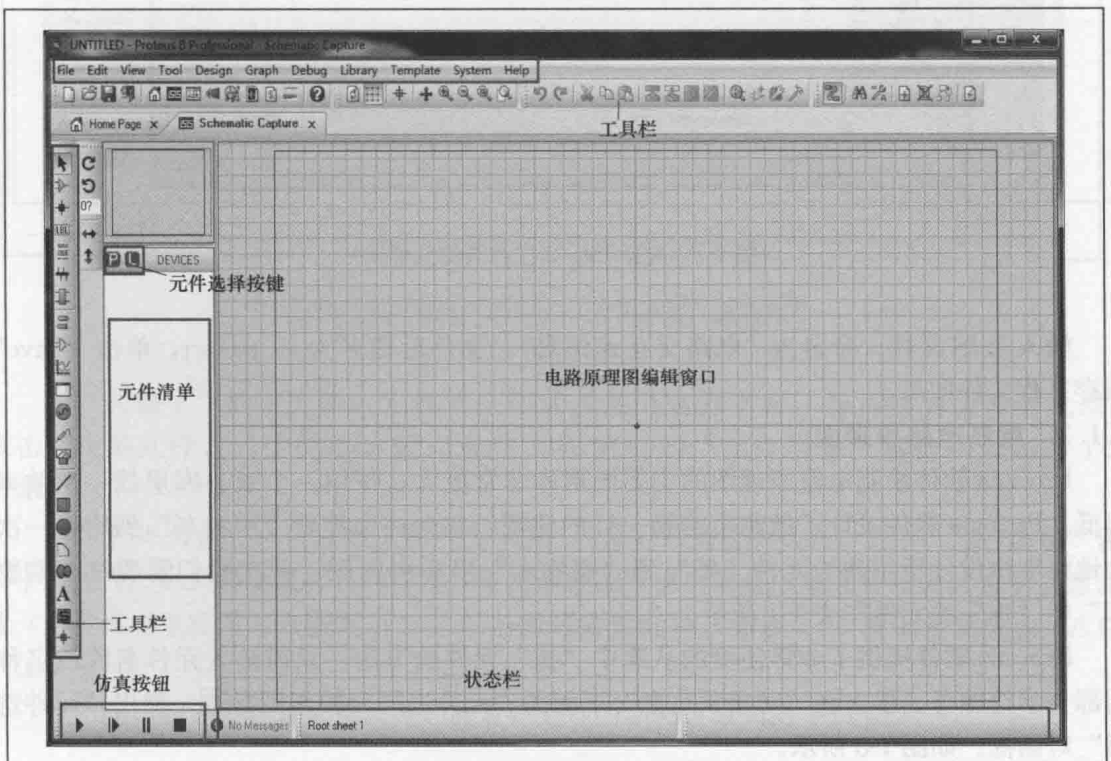 UNTITLED - Proteus 8 Professional - Schematic Capture
File Edit View Tool Design Graph Debug Library Template System Help
Home Page x Schematic Capture x
工具栏
0?
LBL
P L DEVICES
元件选择按键
元件清单
电路原理图编辑窗口
A
工具栏
仿真按钮
状态栏
No Messages Root sheet 1